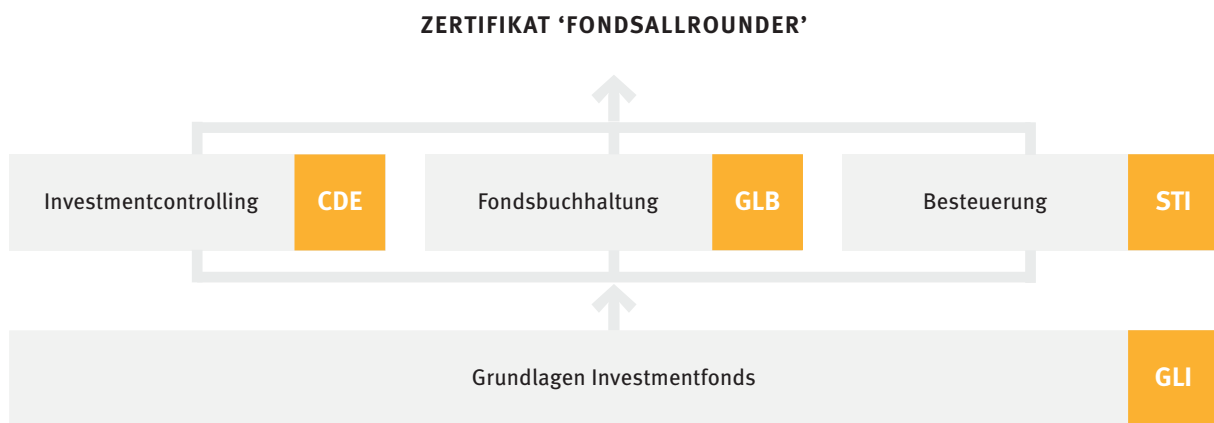 ZERTIFIKAT ‘FONDSALLROUNDER’
Investmentcontrolling CDE Fondsbuchhaltung GLB Besteuerung STI
Grundlagen Investmentfonds GLI